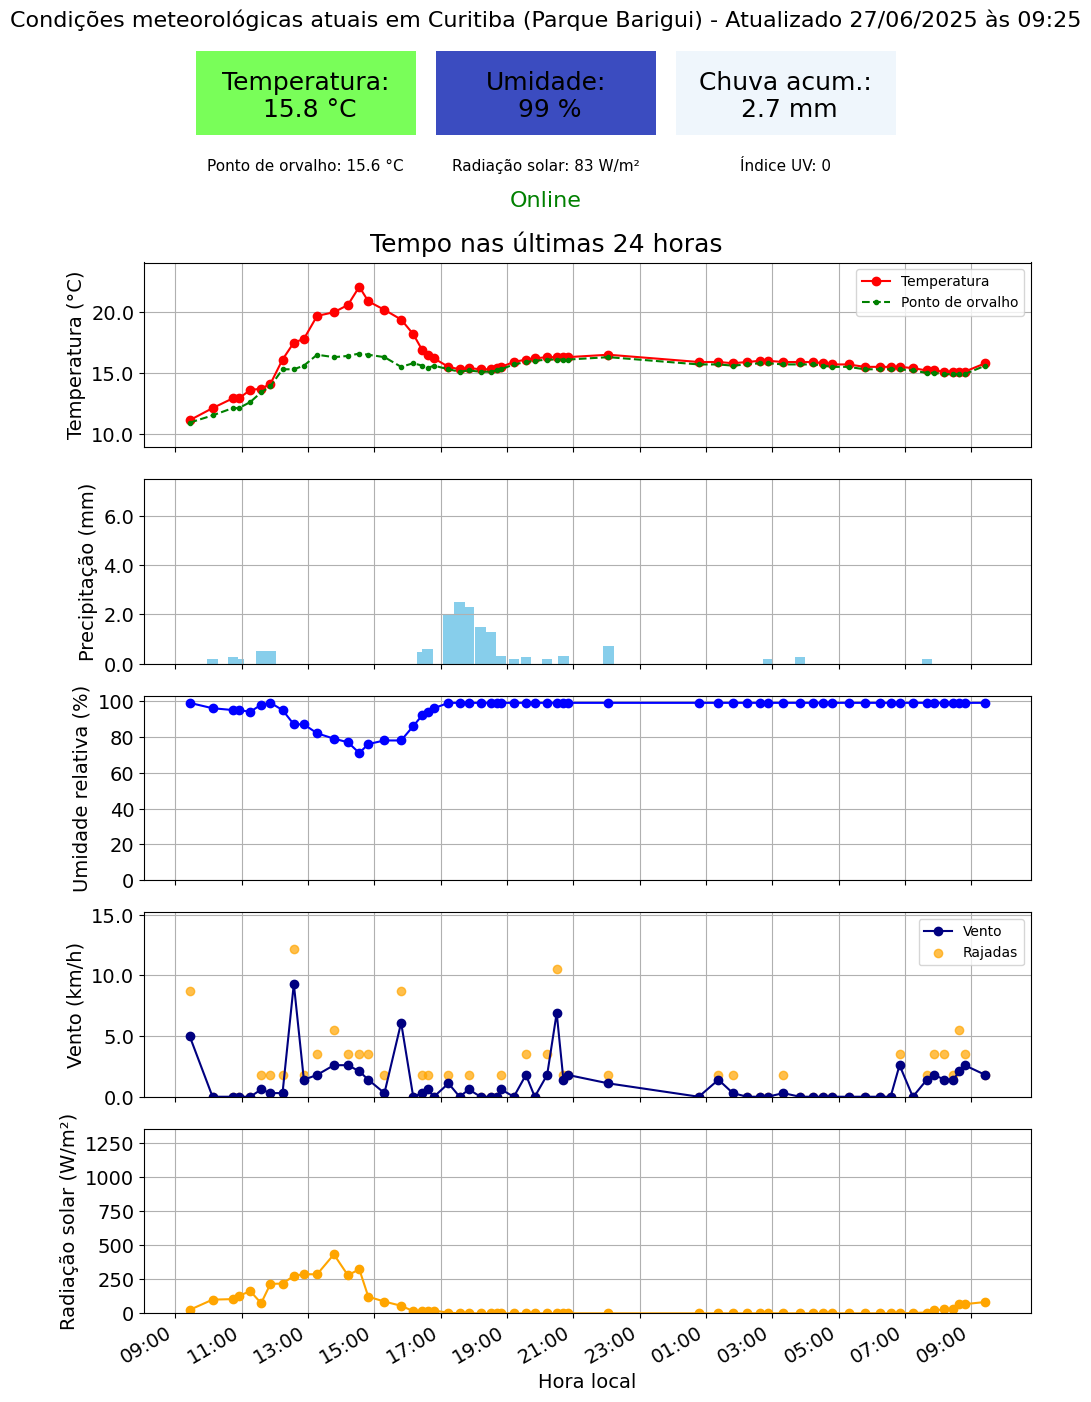 Condições meteorológicas atuais em Curitiba (Parque Barigui) - Atualizado 27/06/2025 às 09:25
Temperatura:
15.8 °C
Umidade:
99 %
Chuva acum.:
2.7 mm
Ponto de orvalho: 15.6 °C
Radiação solar: 83 W/m²
Índice UV: 0
Online
Tempo nas últimas 24 horas
Temperatura (°C)
20.0
15.0
10.0
Temperatura
Ponto de orvalho
Precipitação (mm)
6.0
4.0
2.0
0.0
Umidade relativa (%)
100
80
60
40
20
0
Vento (km/h)
15.0
10.0
5.0
0.0
Vento
Rajadas
Radiação solar (W/m²)
1250
1000
750
500
250
0
09:00
11:00
13:00
15:00
17:00
19:00
21:00
23:00
01:00
03:00
05:00
07:00
09:00
Hora local